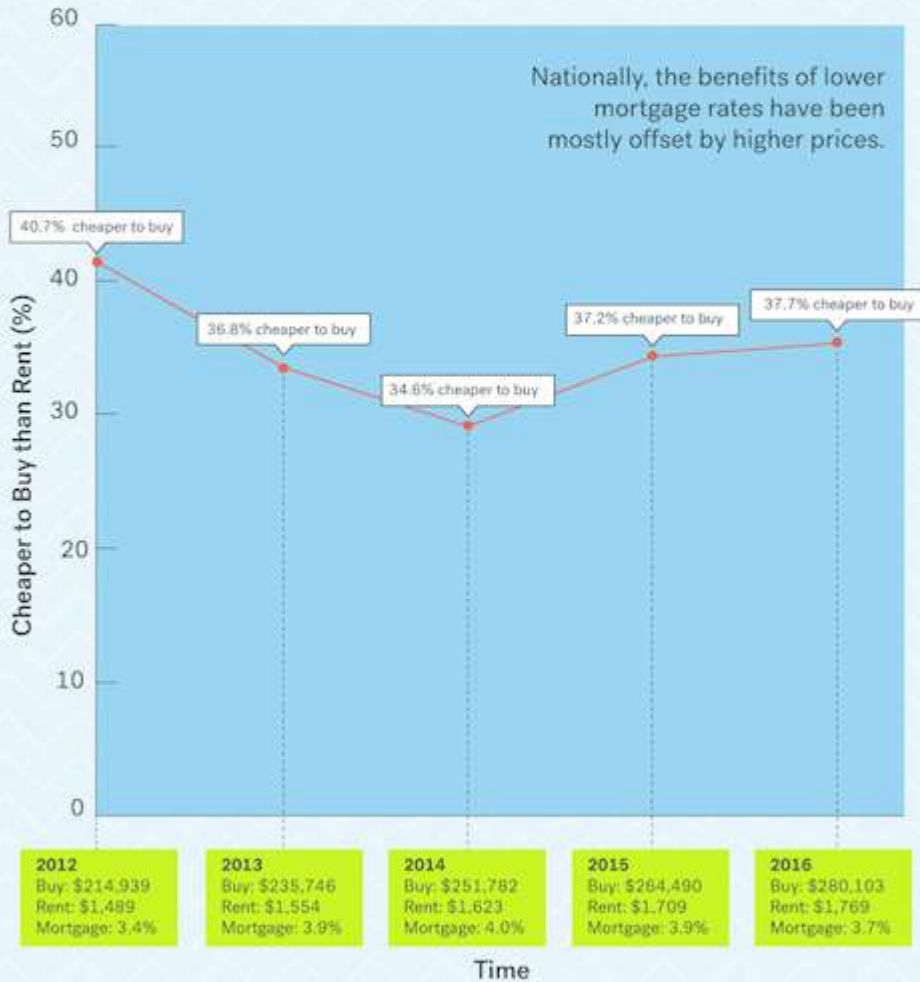 60
Nationally, the benefits of lower
mortgage rates have been
mostly offset by higher prices.
50
40.7% cheaper to buy
40
37.7% cheaper to buy
37.2% cheaper to buy
36.8% cheaper to buy
34.6% cheaper to buy
30
20
10
0
Cheaper to Buy than Rent (%)
2012
Buy: $214,939
Rent: $1,489
Mortgage: 3.4%
2013
Buy: $235,746
Rent: $1,554
Mortgage: 3.9%
2014
Buy: $251,782
Rent: $1,623
Mortgage: 4.0%
2015
Buy: $264,490
Rent: $1,709
Mortgage: 3.9%
2016
Buy: $280,103
Rent: $1,769
Mortgage: 3.7%
Time